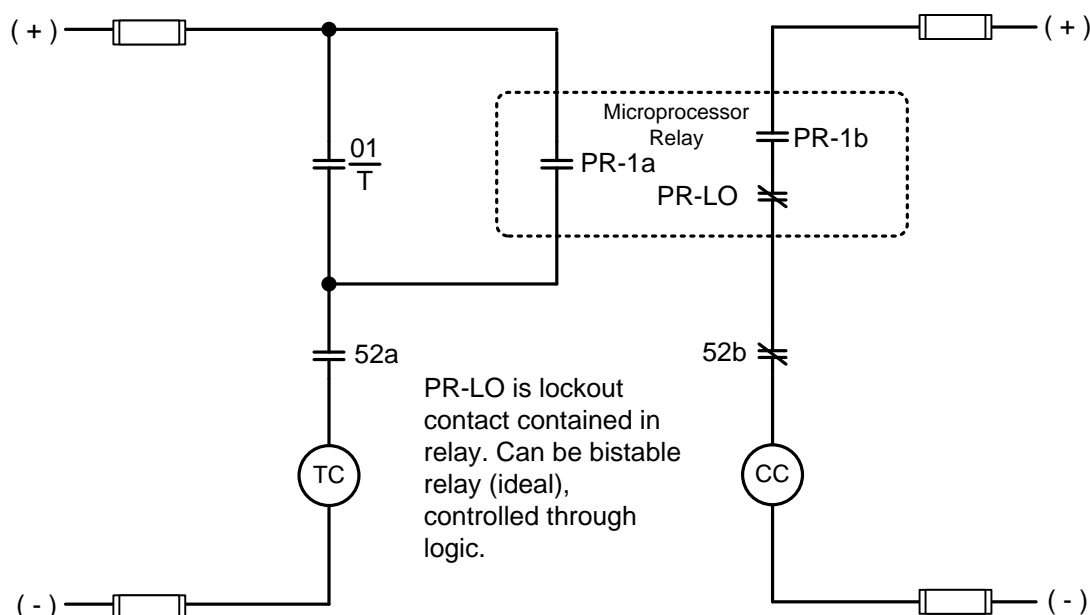 ( + )
( + )
Microprocessor
Relay
01
T
PR-1a
PR-1b
PR-LO
52a
52b
PR-LO is lockout
contact contained in
relay. Can be bistable
relay (ideal),
controlled through
logic.
TC
CC
( - )
( - )